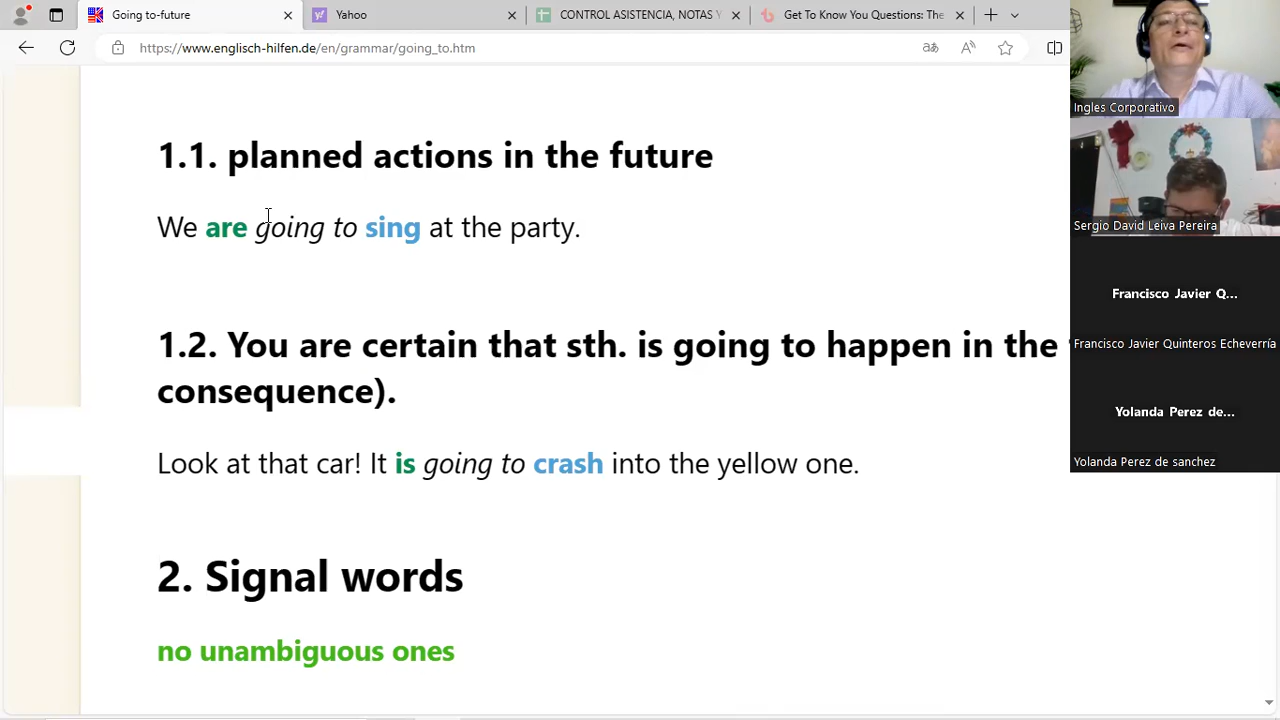 Going to-future
Yahoo
CONTROL ASISTENCIA, NOTAS Y
Get To Know You Questions: The
https://www.englisch-hilfen.de/en/grammar/going_to.htm
1.1. planned actions in the future
We are going to sing at the party.
1.2. You are certain that sth. is going to happen in the
consequence).
Look at that car! It is going to crash into the yellow one.
2. Signal words
no unambiguous ones
Ingles Corporativo
Sergio David Leiva Pereira
Francisco Javier Q...
Francisco Javier Quinteros Echeverría
Yolanda Perez de...
Yolanda Perez de sanchez